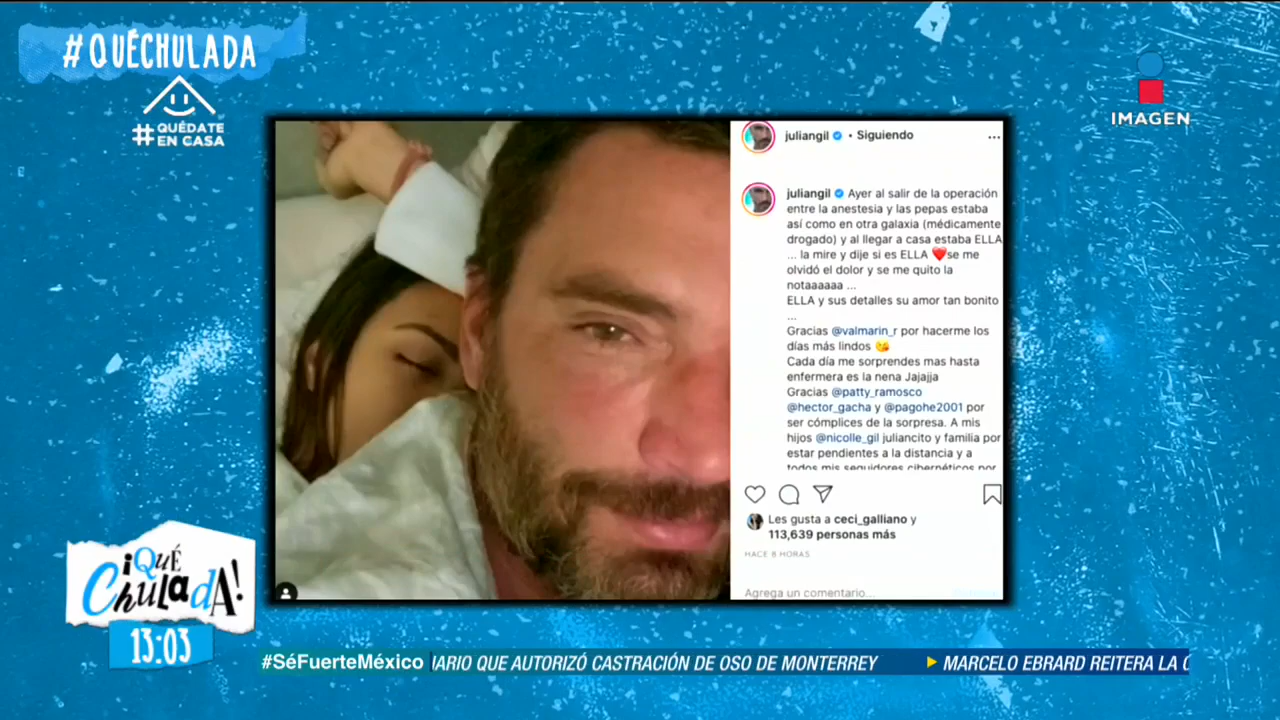 #QUÉCHULADA
#QUÉDATE
EN CASA
IMAGEN
juliangil • Siguiendo
juliangil Ayer al salir de la operación
entre la anestesia y las pepas estaba
así como en otra galaxia (médicamente
drogado) y al llegar a casa estaba ELLA
... la mire y dije si es ELLA ❤️se me
olvidó el dolor y se me quito la
notaaaaaa ...
ELLA y sus detalles su amor tan bonito
...
Gracias @valmarin_r por hacerme los
días más lindos 😘
Cada día me sorprendes mas hasta
enfermera es la nena Jajajja
Gracias @patty_ramosco
@hector_gacha y @pagohe2001 por
ser cómplices de la sorpresa. A mis
hijos @nicolle_gil juliancito y familia por
estar pendientes a la distancia y a
todos mis seguidores cibernéticos por
Les gusta a ceci_galliano y
113,639 personas más
HACE 8 HORAS
Agrega un comentario...
¡QUÉ
ChuLadA!
13:03
#SéFuerteMéxico IARIO QUE AUTORIZÓ CASTRACIÓN DE OSO DE MONTERREY ▶ MARCELO EBRARD REITERA LA